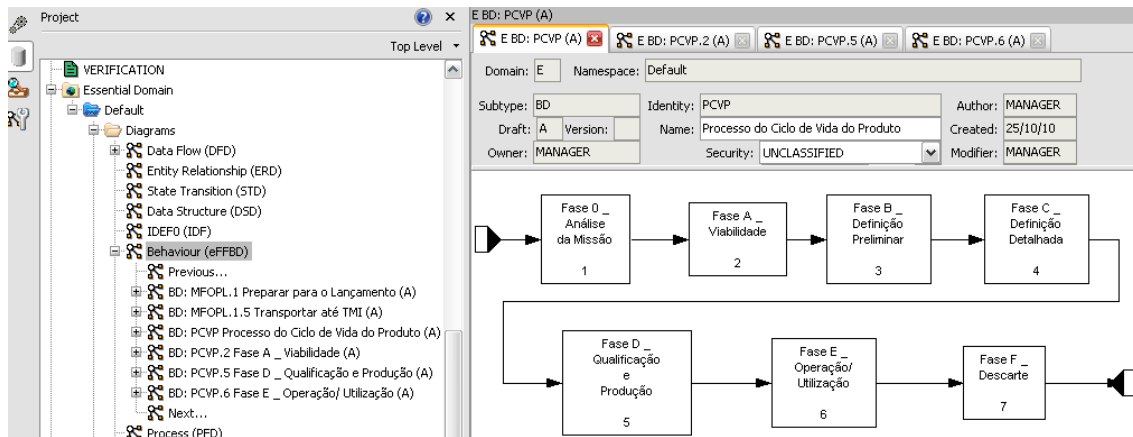 Project
Top Level
VERIFICATION
Essential Domain
Default
Diagrams
Data Flow (DFD)
Entity Relationship (ERD)
State Transition (STD)
Data Structure (DSD)
IDEF0 (IDF)
Behaviour (eFFBD)
Previous...
BD: MFOPL.1 Preparar para o Lançamento (A)
BD: MFOPL.1.5 Transportar até TMI (A)
BD: PCVP Processo do Ciclo de Vida do Produto (A)
BD: PCVP.2 Fase A _ Viabilidade (A)
BD: PCVP.5 Fase D _ Qualificação e Produção (A)
BD: PCVP.6 Fase E _ Operação/ Utilização (A)
Next...
Process (PFD)
E BD: PCVP (A)
E BD: PCVP (A) E BD: PCVP.2 (A) E BD: PCVP.5 (A) E BD: PCVP.6 (A)
Domain: E Namespace: Default
Subtype: BD Identity: PCVP Author: MANAGER
Draft: A Version: Name: Processo do Ciclo de Vida do Produto Created: 25/10/10
Owner: MANAGER Security: UNCLASSIFIED Modifier: MANAGER
Fase 0 _
Análise
da Missão
1
Fase A _
Viabilidade
2
Fase B _
Definição
Preliminar
3
Fase C _
Definição
Detalhada
4
Fase D _
Qualificação
e
Produção
5
Fase E _
Operação/
Utilização
6
Fase F _
Descarte
7